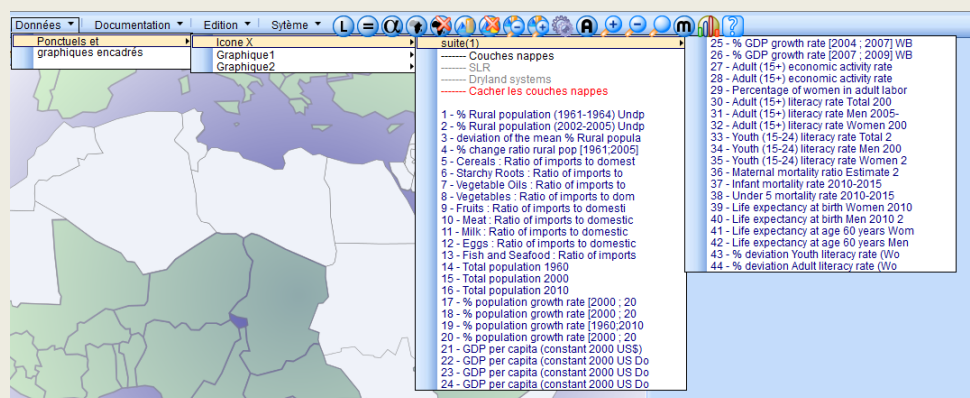 Données Documentation Edition Sytème L = α A m ?
Ponctuels et
graphiques encadrés
Icone X
Graphique1
Graphique2
suite(1)
------- Couches nappes
------- SLR
------- Dryland systems
------- Cacher les couches nappes
1 - % Rural population (1961-1964) Undp
2 - % Rural population (2002-2005) Undp
3 - deviation of the mean % Rural popula
4 - % change ratio rural pop [1961;2005]
5 - Cereals : Ratio of imports to domest
6 - Starchy Roots : Ratio of imports to
7 - Vegetable Oils : Ratio of imports to
8 - Vegetables : Ratio of imports to dom
9 - Fruits : Ratio of imports to domesti
10 - Meat : Ratio of imports to domestic
11 - Milk : Ratio of imports to domestic
12 - Eggs : Ratio of imports to domestic
13 - Fish and Seafood : Ratio of imports
14 - Total population 1960
15 - Total population 2000
16 - Total population 2010
17 - % population growth rate [2000 ; 20
18 - % population growth rate [2000 ; 20
19 - % population growth rate [1960;2010
20 - % population growth rate [2000 ; 20
21 - GDP per capita (constant 2000 US$)
22 - GDP per capita (constant 2000 US Do
23 - GDP per capita (constant 2000 US Do
24 - GDP per capita (constant 2000 US Do
25 - % GDP growth rate [2004 ; 2007] WB
26 - % GDP growth rate [2007 ; 2009] WB
27 - Adult (15+) economic activity rate
28 - Adult (15+) economic activity rate
29 - Percentage of women in adult labor
30 - Adult (15+) literacy rate Total 200
31 - Adult (15+) literacy rate Men 2005-
32 - Adult (15+) literacy rate Women 200
33 - Youth (15-24) literacy rate Total 2
34 - Youth (15-24) literacy rate Men 200
35 - Youth (15-24) literacy rate Women 2
36 - Maternal mortality ratio Estimate 2
37 - Infant mortality rate 2010-2015
38 - Under 5 mortality rate 2010-2015
39 - Life expectancy at birth Women 2010
40 - Life expectancy at birth Men 2010 2
41 - Life expectancy at age 60 years Wom
42 - Life expectancy at age 60 years Men
43 - % deviation Youth literacy rate (Wo
44 - % deviation Adult literacy rate (Wo